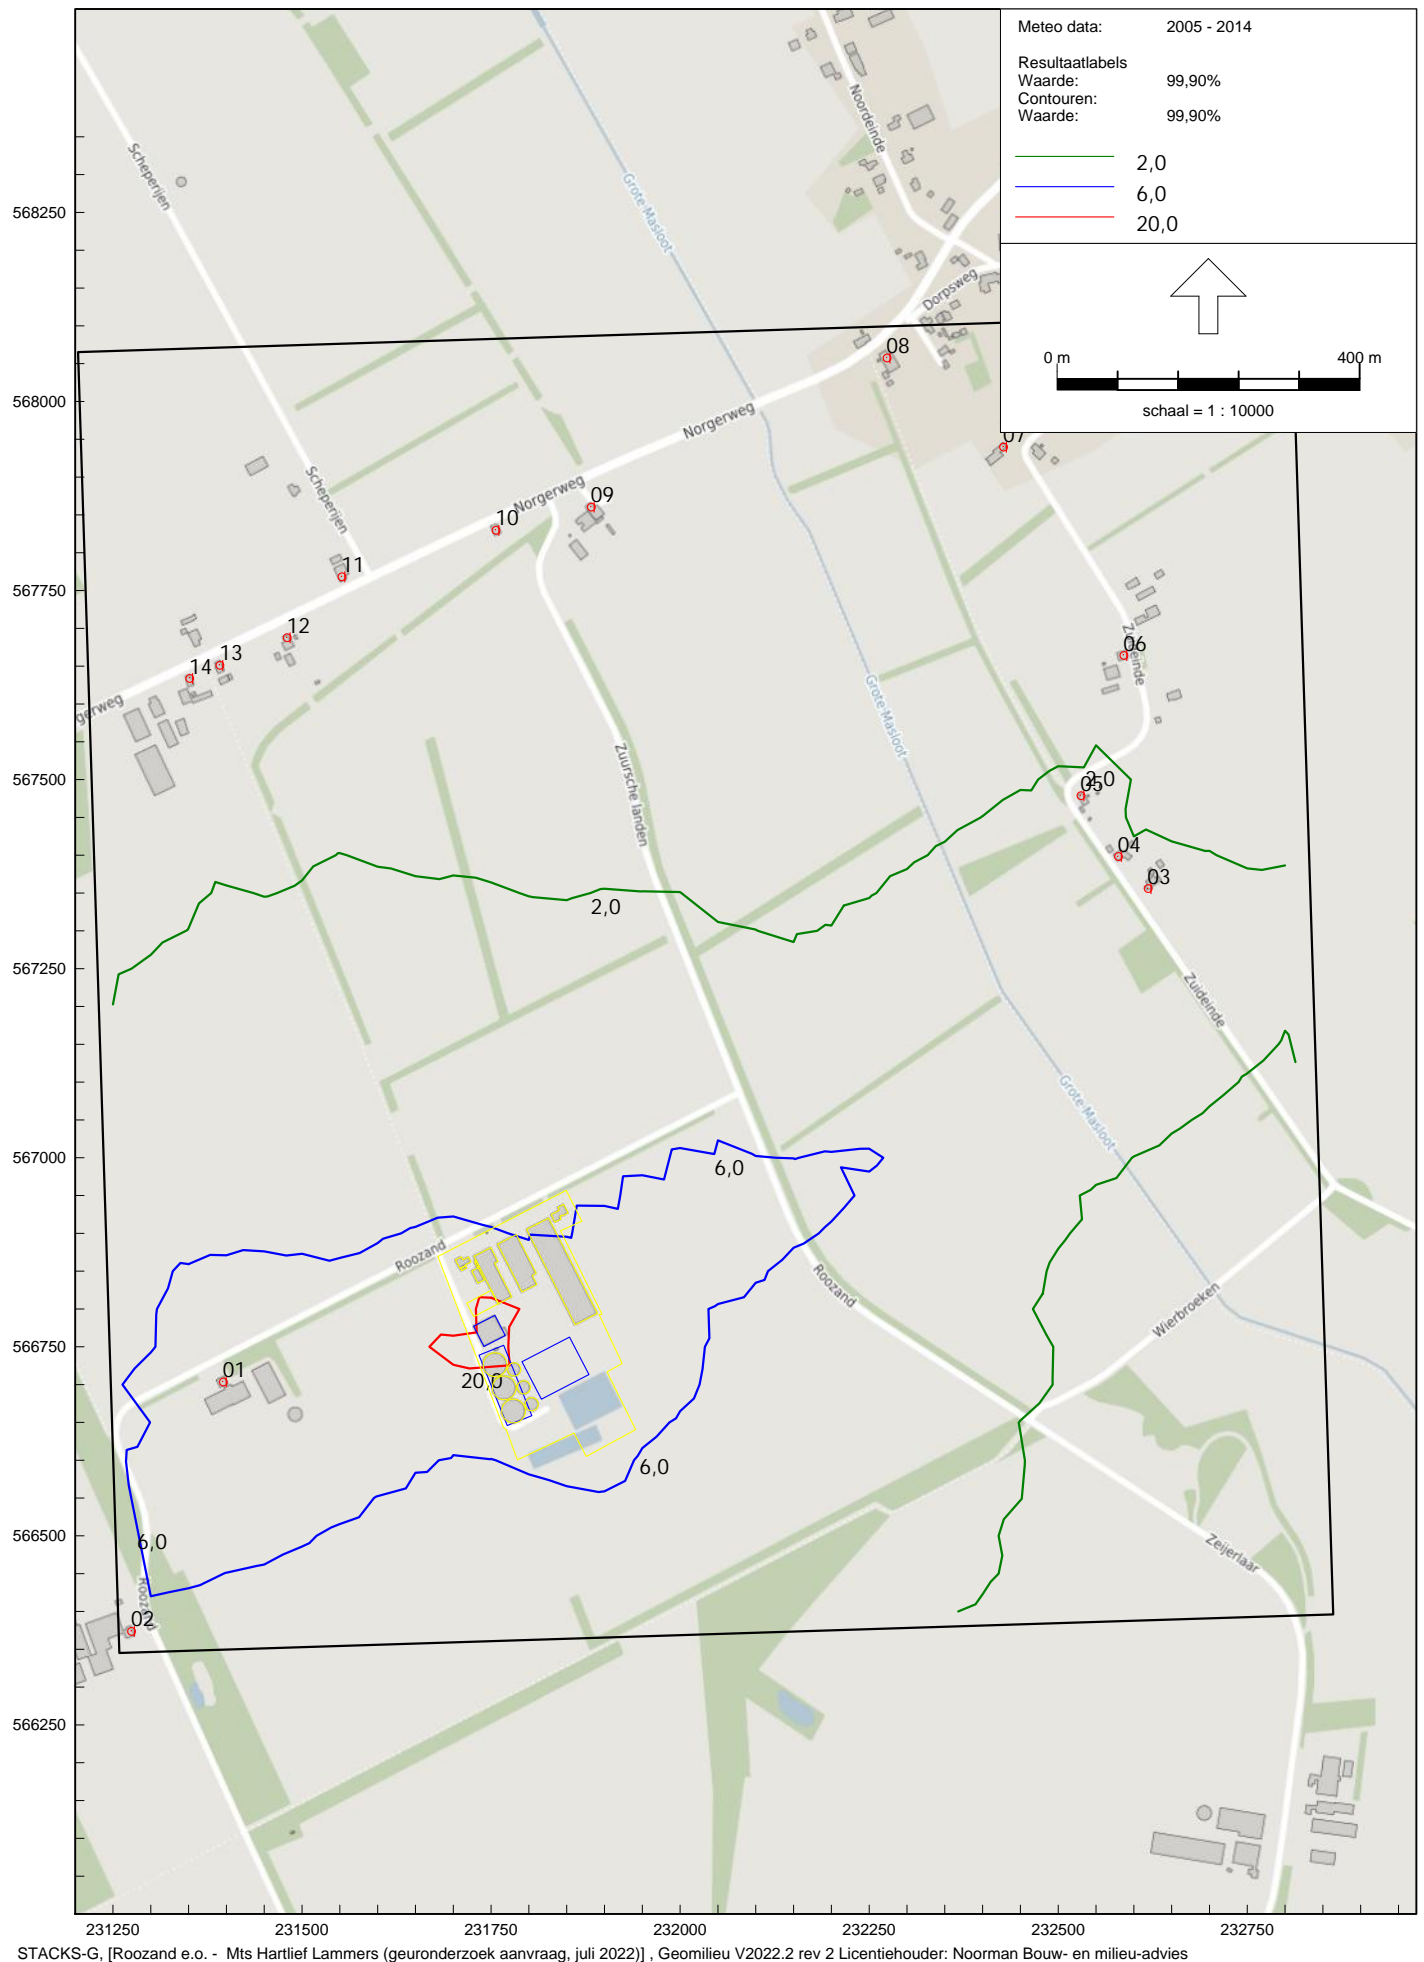 Meteo data: 2005 - 2014
Resultaatlabels
Waarde: 99,90%
Contouren:
Waarde: 99,90%
2,0
6,0
20,0
0 m 400 m
schaal = 1 : 10000
Noordeinde
Scheperijen
Grote Masloot
568250
Dorpsweg
08
568000
Norgerweg
07
Scheperijen
Norgerweg
09
10
11
567750
12
13
14
gerweg
Zuideinde
06
Grote Masloot
Zuursche landen
567500
2,0
05
04
03
2,0
567250
Zuideinde
Grote Masloot
567000
6,0
Roozand
Roozand
Wierbroeken
566750
01
20,0
6,0
566500
6,0
Zeijerlaar
Roozand
02
566250
231250 231500 231750 232000 232250 232500 232750
STACKS-G, [Roozand e.o. - Mts Hartlief Lammers (geuronderzoek aanvraag, juli 2022)] , Geomilieu V2022.2 rev 2 Licentiehouder: Noorman Bouw- en milieu-advies